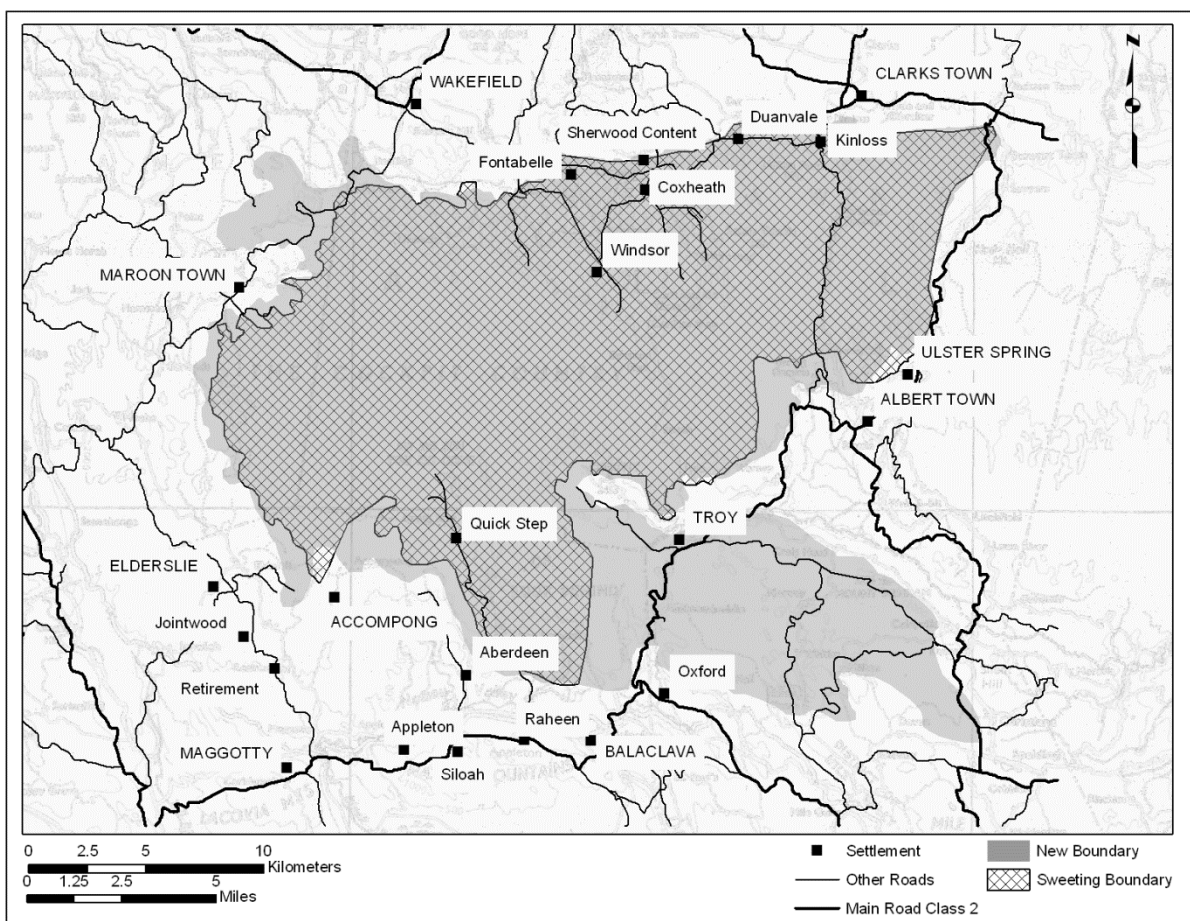 WAKEFIELD
CLARKS TOWN
Duanvale
Sherwood Content
Kinloss
Fontabelle
Coxheath
Windsor
MAROON TOWN
ULSTER SPRING
ALBERT TOWN
Quick Step
TROY
ELDERSLIE
Jointwood
ACCOMPONG
Aberdeen
Retirement
Oxford
Appleton
Raheen
MAGGOTTY
BALACLAVA
Siloah
N
0 2.5 5 10
Kilometers
0 1.25 2.5 5
Miles
Settlement
New Boundary
Other Roads
Sweeting Boundary
Main Road Class 2